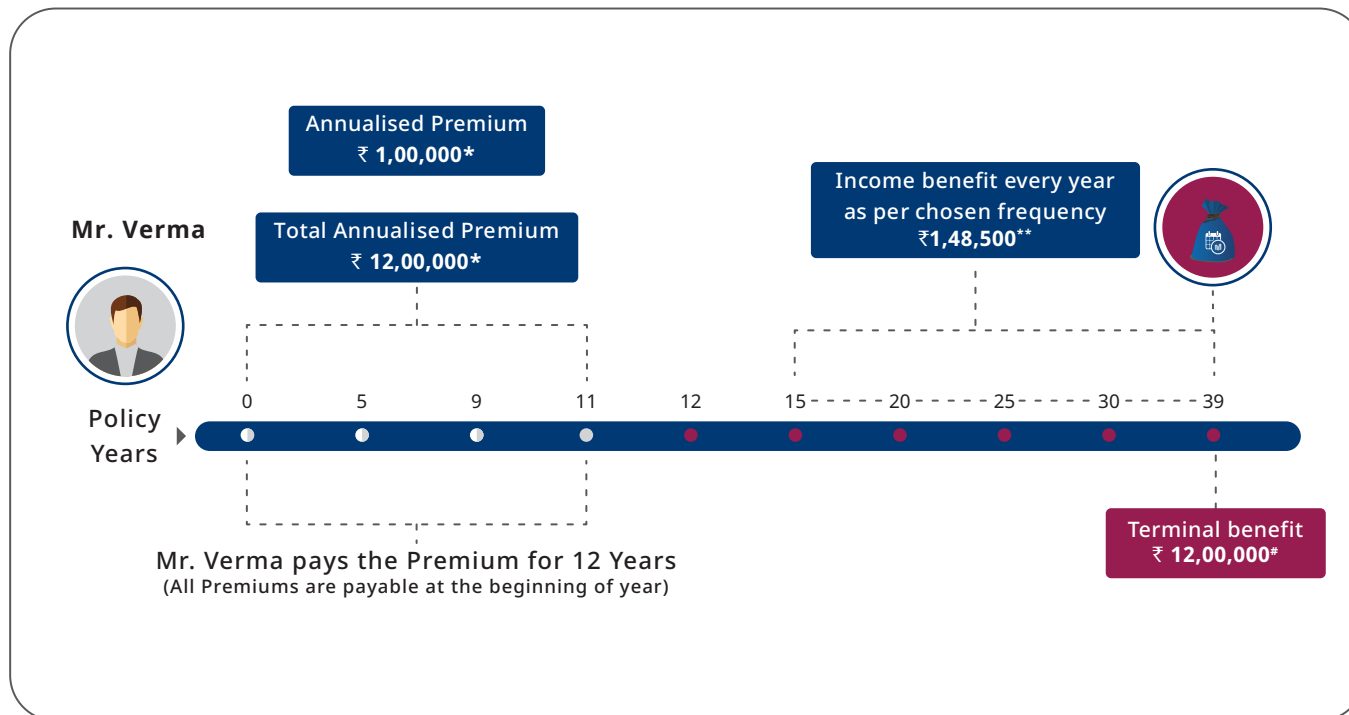 Annualised Premium
₹ 1,00,000*
Mr. Verma
Total Annualised Premium
₹ 12,00,000*
Income benefit every year
as per chosen frequency
₹1,48,500**
Policy
Years
0 5 9 11 12 15 20 25 30 39
Mr. Verma pays the Premium for 12 Years
(All Premiums are payable at the beginning of year)
Terminal benefit
₹ 12,00,000#